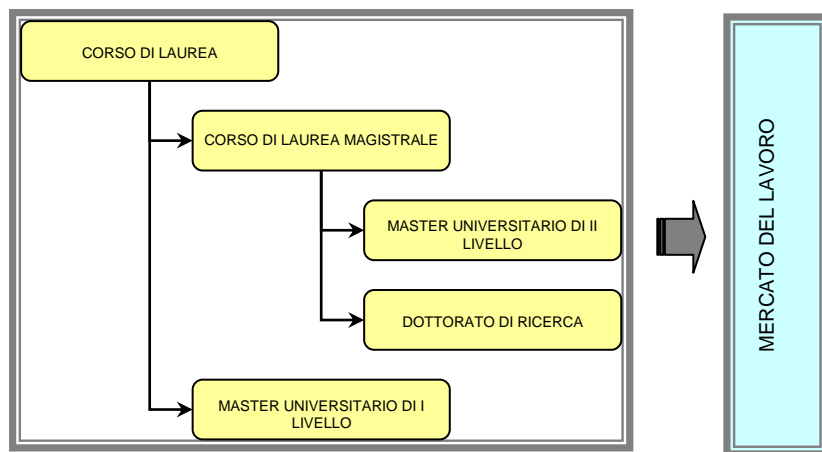 CORSO DI LAUREA
CORSO DI LAUREA MAGISTRALE
MASTER UNIVERSITARIO DI II
LIVELLO
DOTTORATO DI RICERCA
MASTER UNIVERSITARIO DI I
LIVELLO
MERCATO DEL LAVORO